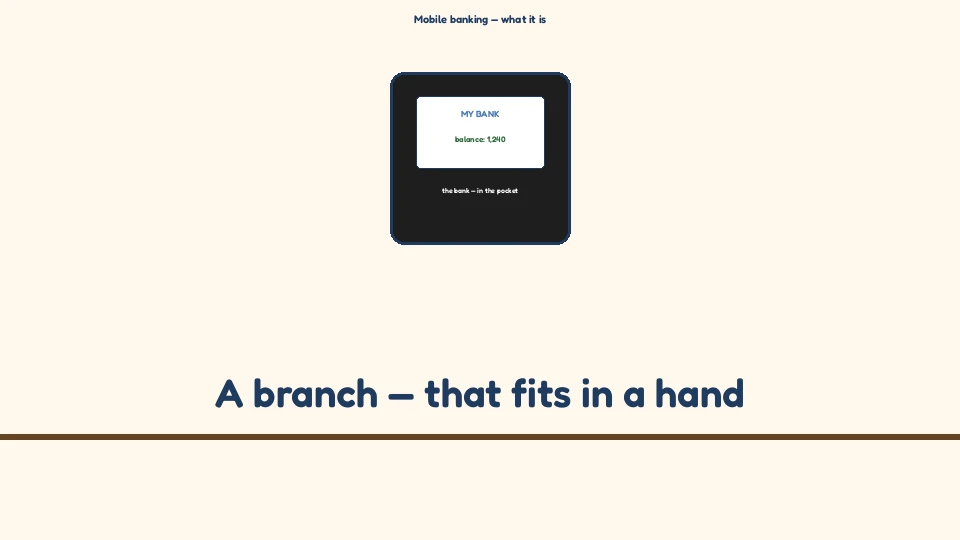 Mobile banking — what it is
MY BANK
balance: 1,240
the bank — in the pocket
A branch — that fits in a hand